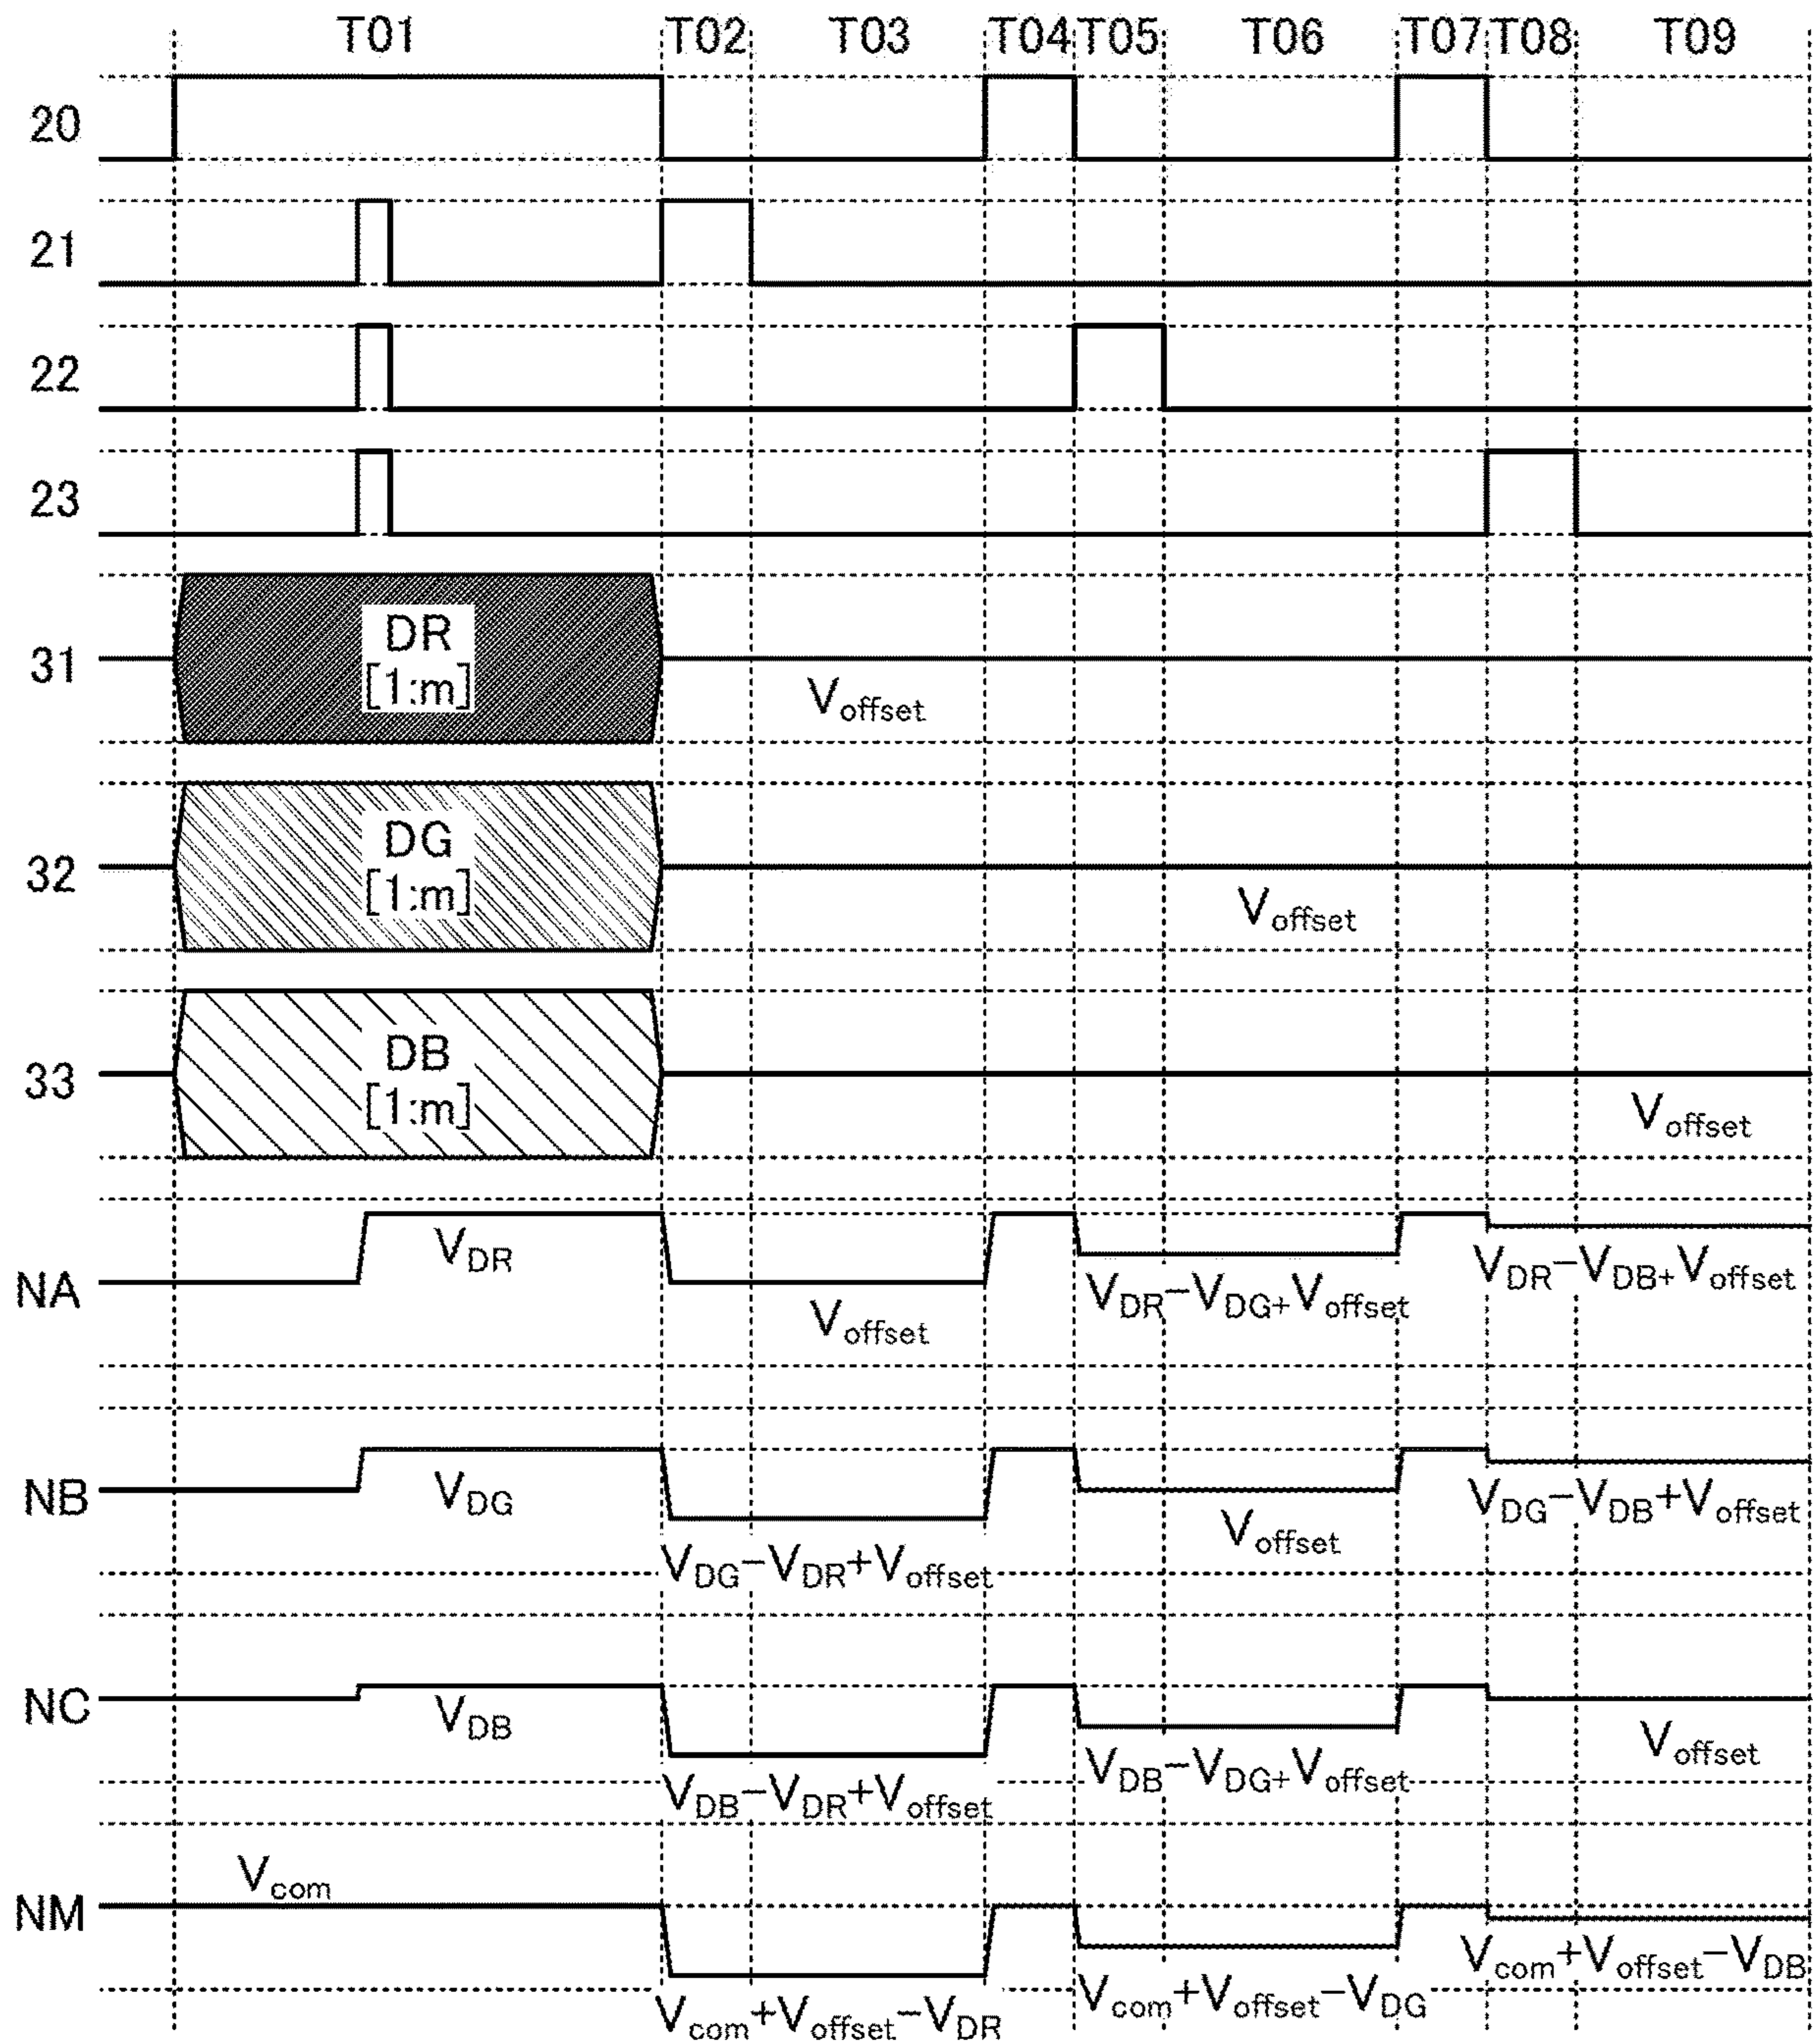 T01 T02 T03 T04 T05 T06 T07 T08 T09
20
21
22
23
31 DR
[1:m]
Voffset
32 DG
[1:m]
Voffset
33 DB
[1:m]
Voffset
NA VDR Voffset VDR-VDG+Voffset VDR-VDB+Voffset
NB VDG VDG-VDR+Voffset Voffset VDG-VDB+Voffset
NC VDB VDB-VDR+Voffset VDB-VDG+Voffset Voffset
NM Vcom Vcom+Voffset-VDR Vcom+Voffset-VDG Vcom+Voffset-VDB